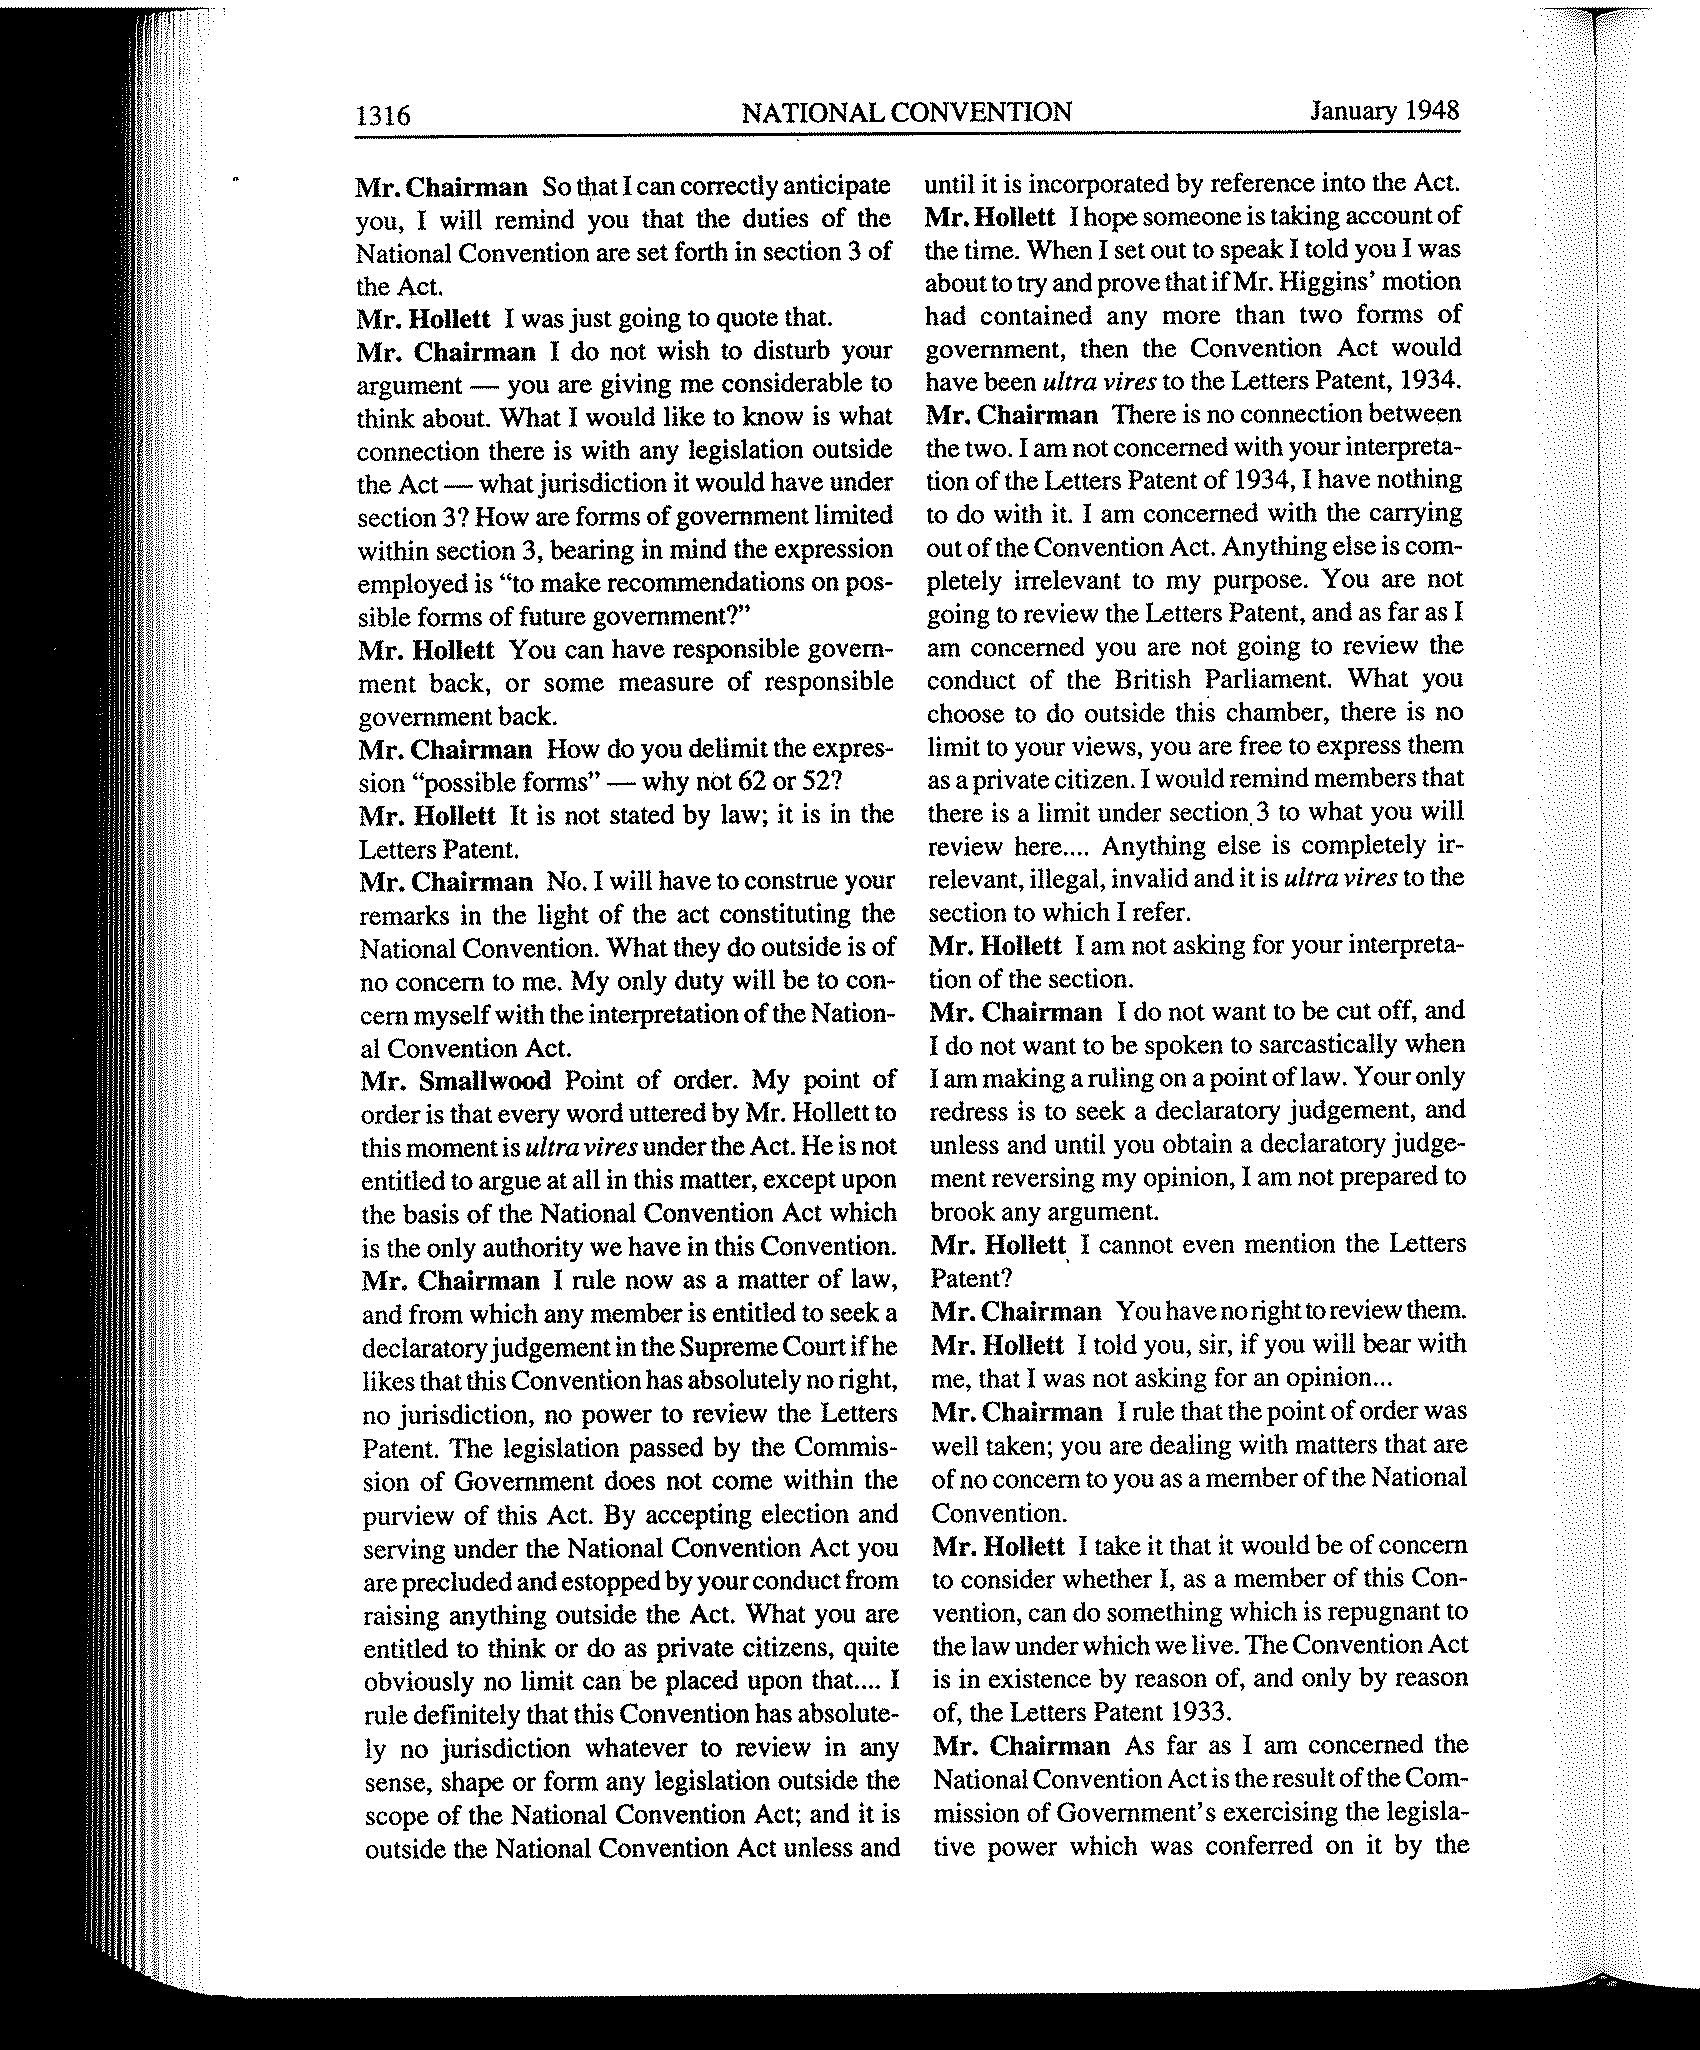 1316 NATIONAL CONVENTION January 1948
Mr. Chairman So that I can correctly anticipate
you, I will remind you that the duties of the
National Convention are set forth in section 3 of
the Act.
Mr. Hollett I was just going to quote that.
Mr. Chairman I do not wish to disturb your
argument — you are giving me considerable to
think about. What I would like to know is what
connection there is with any legislation outside
the Act — what jurisdiction it would have under
section 3? How are forms of government limited
within section 3, bearing in mind the expression
employed is “to make recommendations on pos-
sible forms of future government?”
Mr. Hollett You can have responsible govern-
ment back, or some measure of responsible
government back.
Mr. Chairman How do you delimit the expres-
sion “possible forms” — why not 62 or 52?
Mr. Hollett It is not stated by law; it is in the
Letters Patent.
Mr. Chairman No. I will have to construe your
remarks in the light of the act constituting the
National Convention. What they do outside is of
no concern to me. My only duty will be to con-
cern myself with the interpretation of the Nation-
al Convention Act.
Mr. Smallwood Point of order. My point of
order is that every word uttered by Mr. Hollett to
this moment is ultra vires under the Act. He is not
entitled to argue at all in this matter, except upon
the basis of the National Convention Act which
is the only authority we have in this Convention.
Mr. Chairman I rule now as a matter of law,
and from which any member is entitled to seek a
declaratory judgement in the Supreme Court if he
likes that this Convention has absolutely no right,
no jurisdiction, no power to review the Letters
Patent. The legislation passed by the Commis-
sion of Government does not come within the
purview of this Act. By accepting election and
serving under the National Convention Act you
are precluded and estopped by your conduct from
raising anything outside the Act. What you are
entitled to think or do as private citizens, quite
obviously no limit can be placed upon that.... I
rule definitely that this Convention has absolute-
ly no jurisdiction whatever to review in any
sense, shape or form any legislation outside the
scope of the National Convention Act; and it is
outside the National Convention Act unless and
until it is incorporated by reference into the Act.
Mr. Hollett I hope someone is taking account of
the time. When I set out to speak I told you I was
about to try and prove that if Mr. Higgins’ motion
had contained any more than two forms of
government, then the Convention Act would
have been ultra vires to the Letters Patent, 1934.
Mr. Chairman There is no connection between
the two. I am not concerned with your interpreta-
tion of the Letters Patent of 1934, I have nothing
to do with it. I am concerned with the carrying
out of the Convention Act. Anything else is com-
pletely irrelevant to my purpose. You are not
going to review the Letters Patent, and as far as I
am concerned you are not going to review the
conduct of the British Parliament. What you
choose to do outside this chamber, there is no
limit to your views, you are free to express them
as a private citizen. I would remind members that
there is a limit under section 3 to what you will
review here.... Anything else is completely ir-
relevant, illegal, invalid and it is ultra vires to the
section to which I refer.
Mr. Hollett I am not asking for your interpreta-
tion of the section.
Mr. Chairman I do not want to be cut off, and
I do not want to be spoken to sarcastically when
I am making a ruling on a point of law. Your only
redress is to seek a declaratory judgement, and
unless and until you obtain a declaratory judge-
ment reversing my opinion, I am not prepared to
brook any argument.
Mr. Hollett I cannot even mention the Letters
Patent?
Mr. Chairman You have no right to review them.
Mr. Hollett I told you, sir, if you will bear with
me, that I was not asking for an opinion...
Mr. Chairman I rule that the point of order was
well taken; you are dealing with matters that are
of no concern to you as a member of the National
Convention.
Mr. Hollett I take it that it would be of concern
to consider whether I, as a member of this Con-
vention, can do something which is repugnant to
the law under which we live. The Convention Act
is in existence by reason of, and only by reason
of, the Letters Patent 1933.
Mr. Chairman As far as I am concerned the
National Convention Act is the result of the Com-
mission of Government’s exercising the legisla-
tive power which was conferred on it by the